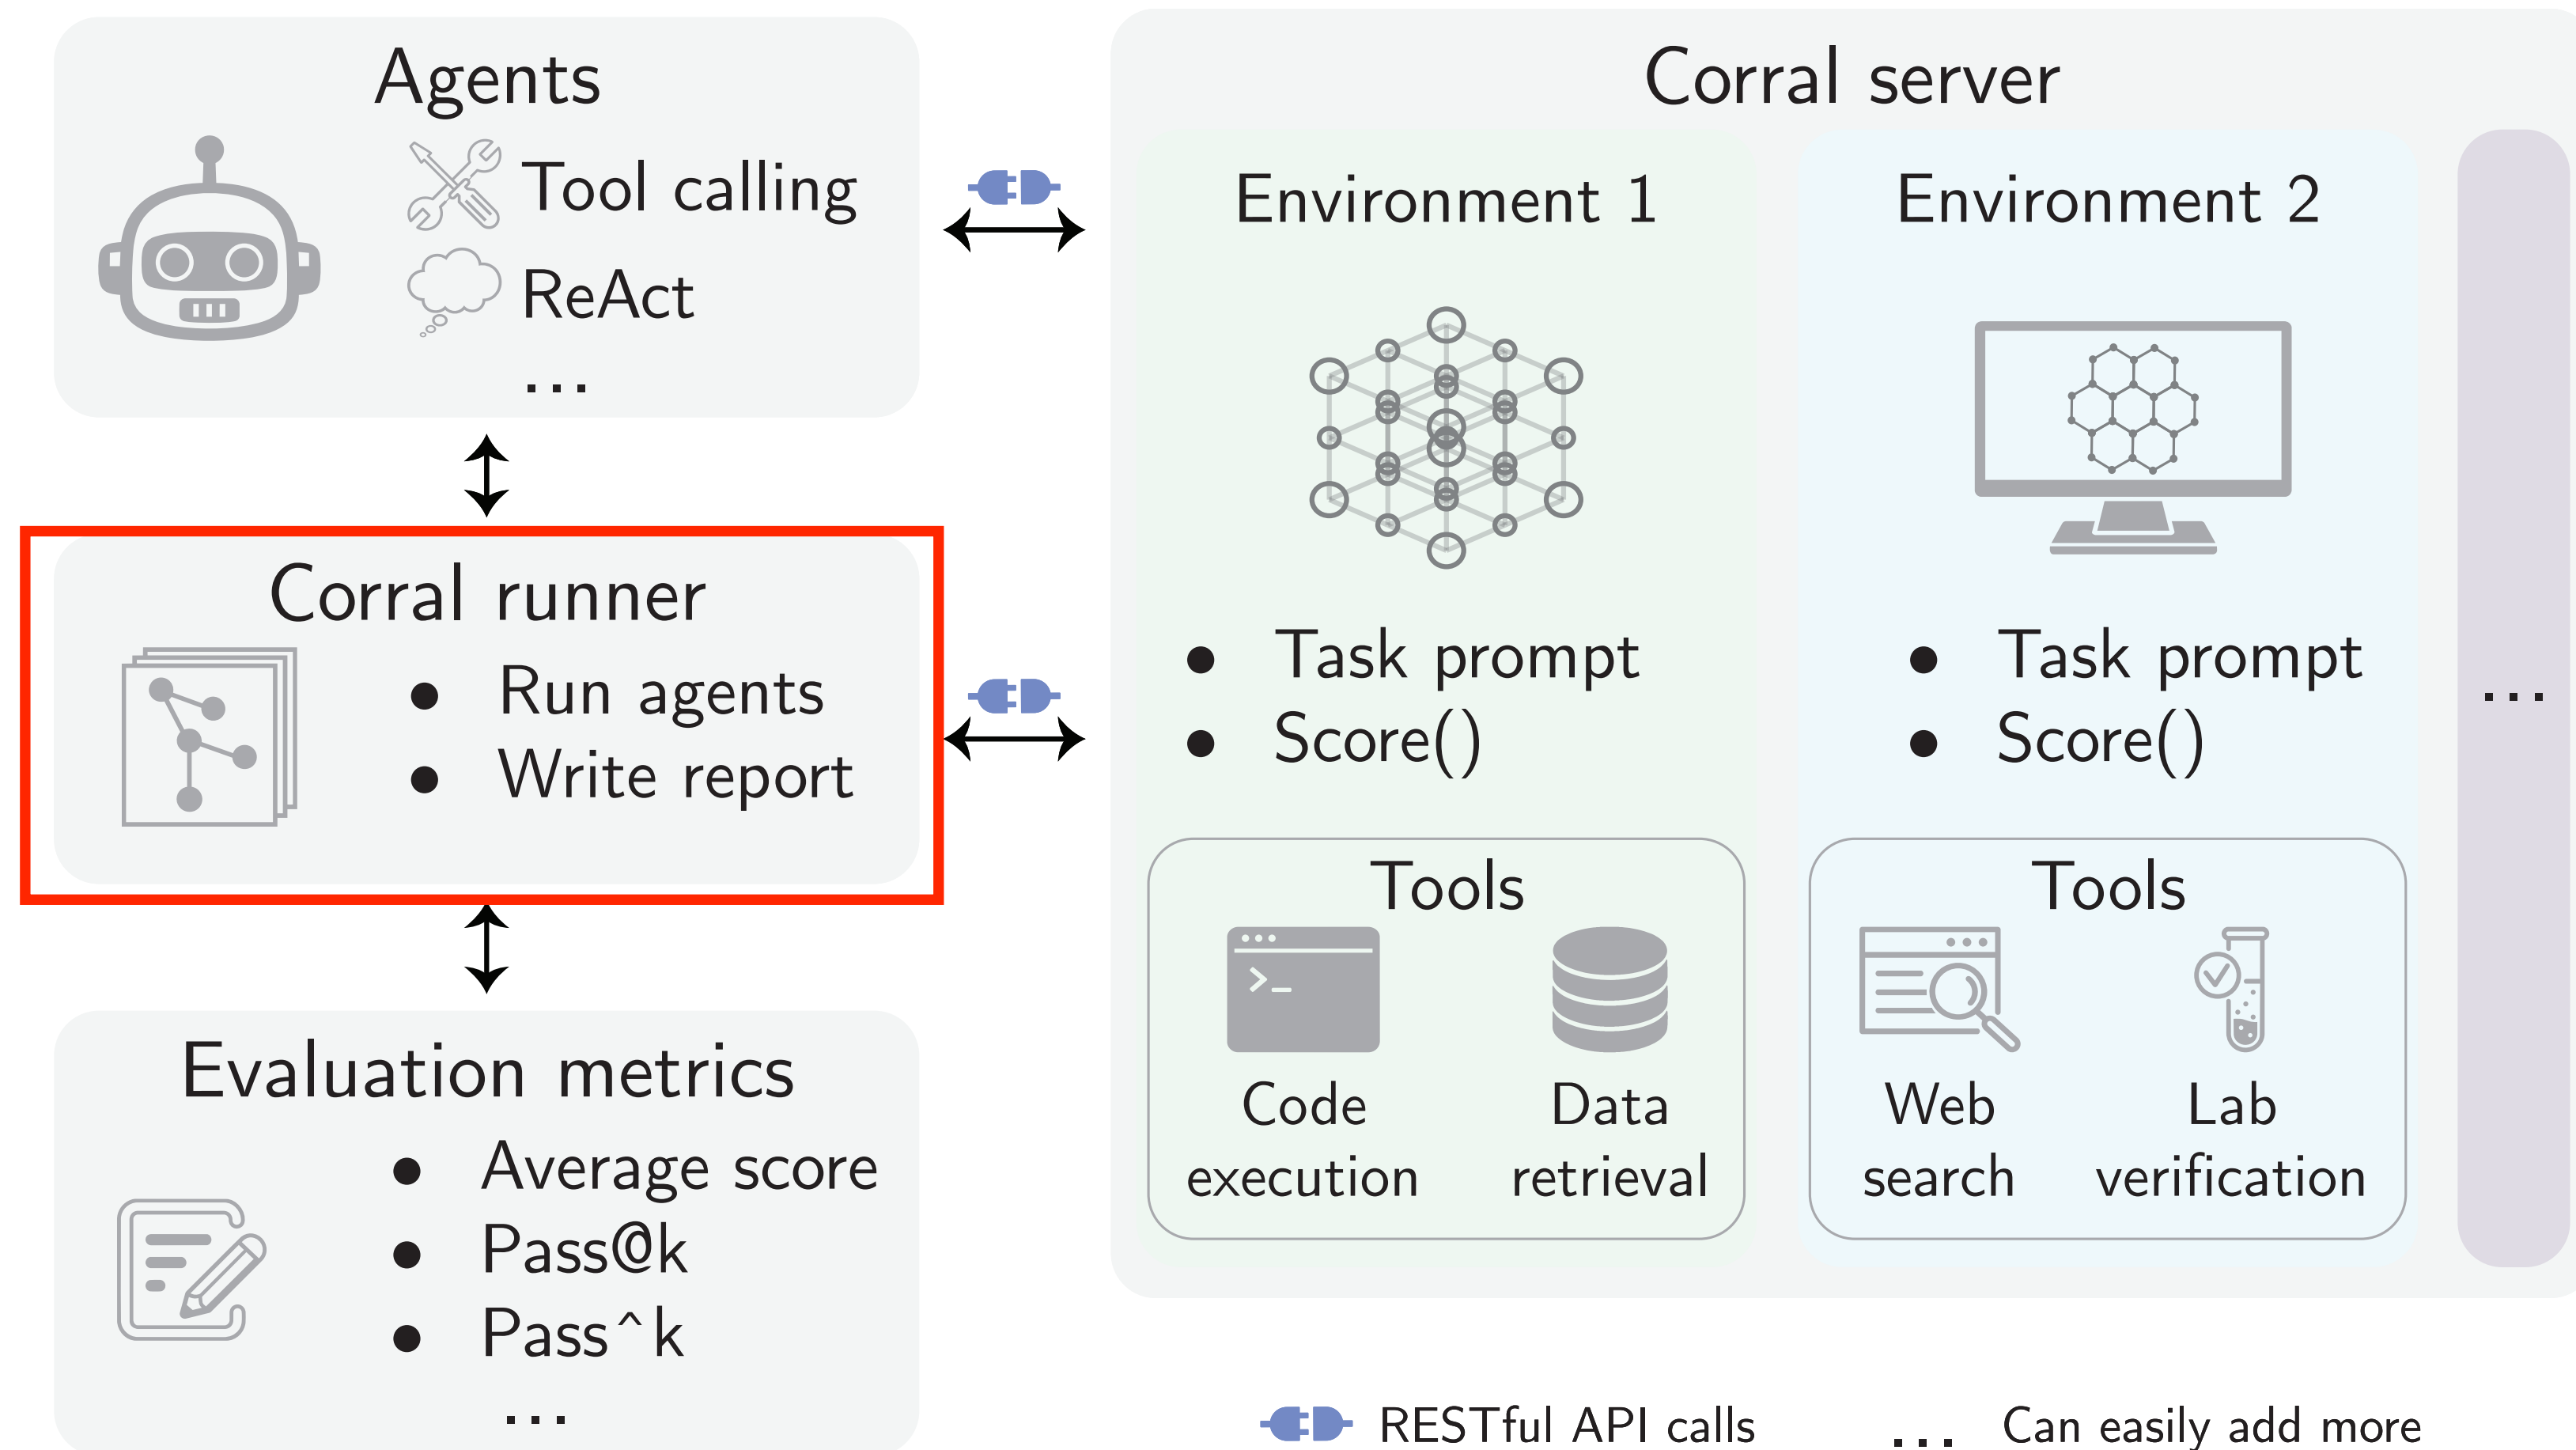 Agents
Tool calling
ReAct
...
Corral runner
• Run agents
• Write report
Evaluation metrics
• Average score
• Pass@k
• Pass^k
...
Corral server
Environment 1
• Task prompt
• Score()
Tools
>_
Code
execution
Data
retrieval
Environment 2
• Task prompt
• Score()
Tools
Web
search
Lab
verification
...
RESTful API calls
... Can easily add more